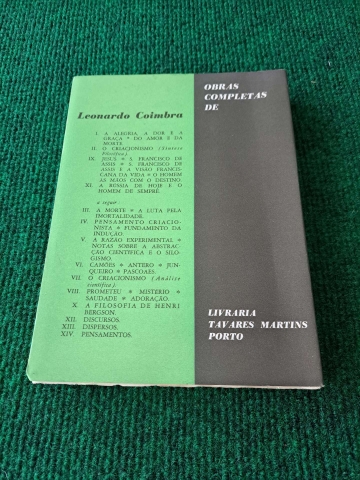 OBRAS
COMPLETAS
DE
Leonardo Coimbra
I. A ALEGRIA, A DOR E A
GRAÇA * DO AMOR E DA
MORTE.
II. O CRIACIONISMO (Síntese
Filosófica).
IX. JESUS * S. FRANCISCO DE
ASSIS * S. FRANCISCO DE
ASSIS E A VISÃO FRANCIS-
CANA DA VIDA * O HOMEM
ÀS MÃOS COM O DESTINO.
XI. A RÚSSIA DE HOJE E O
HOMEM DE SEMPRE.
a seguir
III. A MORTE * A LUTA PELA
IMORTALIDADE.
IV. PENSAMENTO CRIACIO-
NISTA * FUNDAMENTO DA
INDUÇÃO.
V. A RAZÃO EXPERIMENTAL *
NOTAS SOBRE A ABSTRAC-
ÇÃO CIENTÍFICA E O SILO-
GISMO.
VI. CAMÕES * ANTERO * JUN-
QUEIRO * PASCOAES.
VII. O CRIACIONISMO (Análise
científica).
VIII. PROMETEU * MISTÉRIO *
SAUDADE * ADORAÇÃO.
X. A FILOSOFIA DE HENRI
BERGSON.
XII. DISCURSOS.
XIII. DISPERSOS.
XIV. PENSAMENTOS.
LIVRARIA
TAVARES MARTINS
PORTO